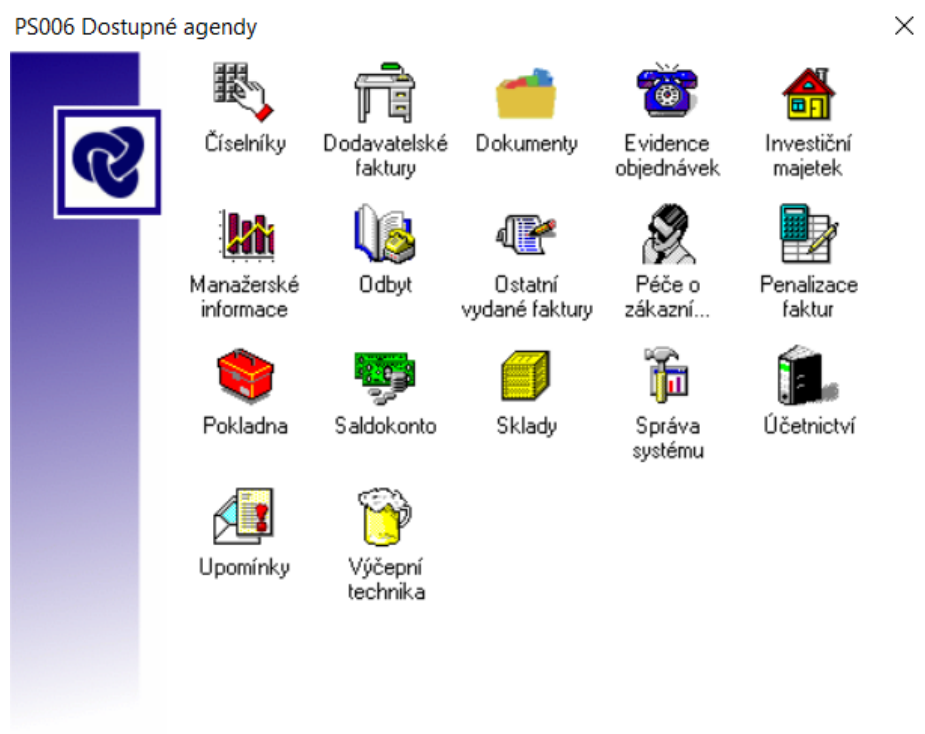 PS006 Dostupné agendy
Číselníky
Dodavatelské
faktury
Dokumenty
Evidence
objednávek
Investiční
majetek
Manažerské
informace
Odbyt
Ostatní
vydané faktury
Péče o
zákazní...
Penalizace
faktur
Pokladna
Saldokonto
Sklady
Správa
systému
Účetnictví
Upomínky
Výčepní
technika